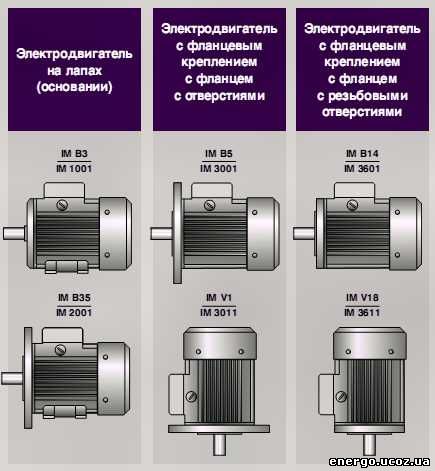 Электродвигатель
на лапах
(основании)
Электродвигатель
с фланцевым
креплением
с фланцем
с отверстиями
Электродвигатель
с фланцевым
креплением
с фланцем
с резьбовыми
отверстиями
IM B3
IM 1001
IM B5
IM 3001
IM B14
IM 3601
IM B35
IM 2001
IM V1
IM 3011
IM V18
IM 3611
energo.ucoz.ua